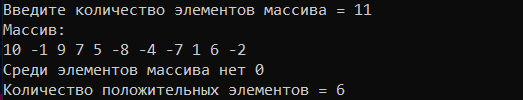 Введите количество элементов массива = 11
Массив:
10 -1 9 7 5 -8 -4 -7 1 6 -2
Среди элементов массива нет 0
Количество положительных элементов = 6